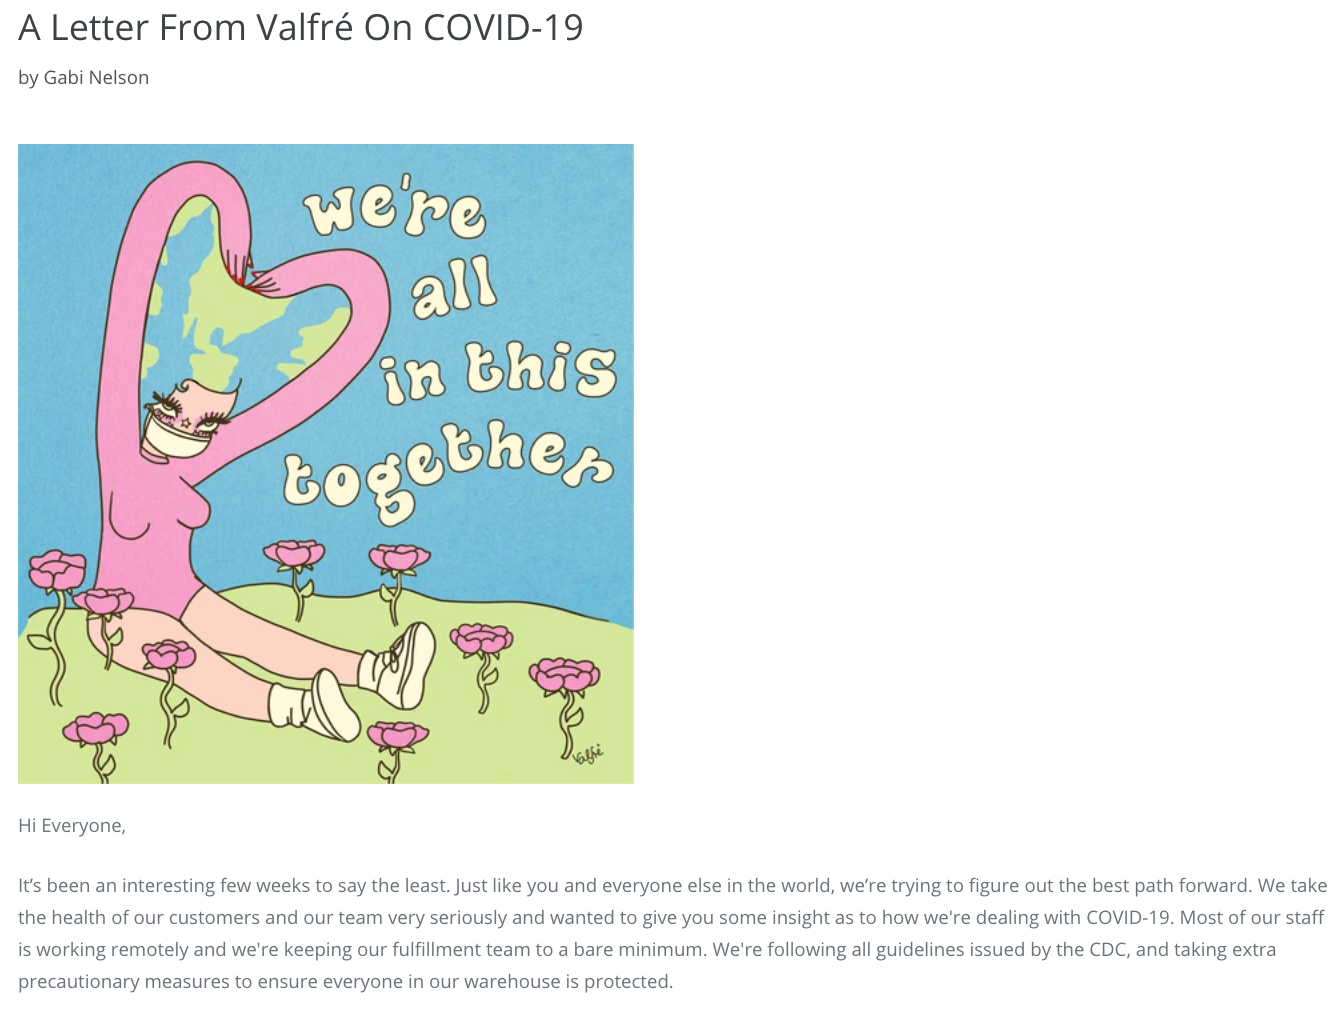 A Letter From Valfré On COVID-19
by Gabi Nelson
we're
all
in this
together
Valfré
Hi Everyone,
It’s been an interesting few weeks to say the least. Just like you and everyone else in the world, we’re trying to figure out the best path forward. We take
the health of our customers and our team very seriously and wanted to give you some insight as to how we're dealing with COVID-19. Most of our staff
is working remotely and we're keeping our fulfillment team to a bare minimum. We're following all guidelines issued by the CDC, and taking extra
precautionary measures to ensure everyone in our warehouse is protected.